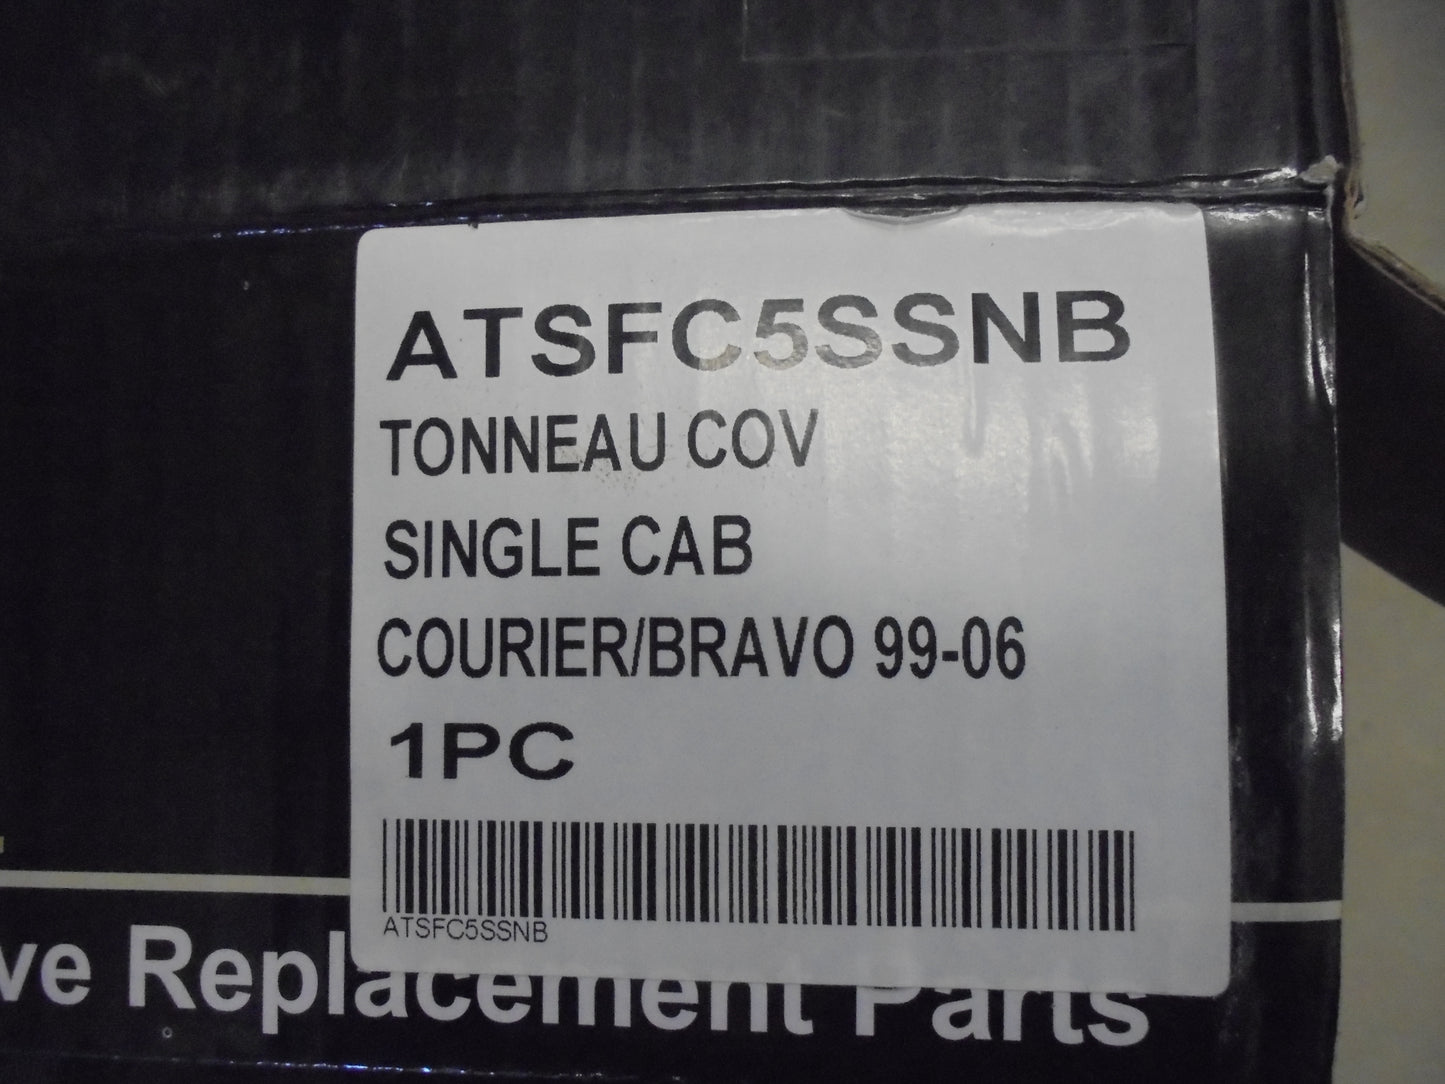 ATSFC5SSNB
TONNEAU COV
SINGLE CAB
COURIER/BRAVO 99-06
1PC
ATSFC5SSNB
ve Replacement Parts